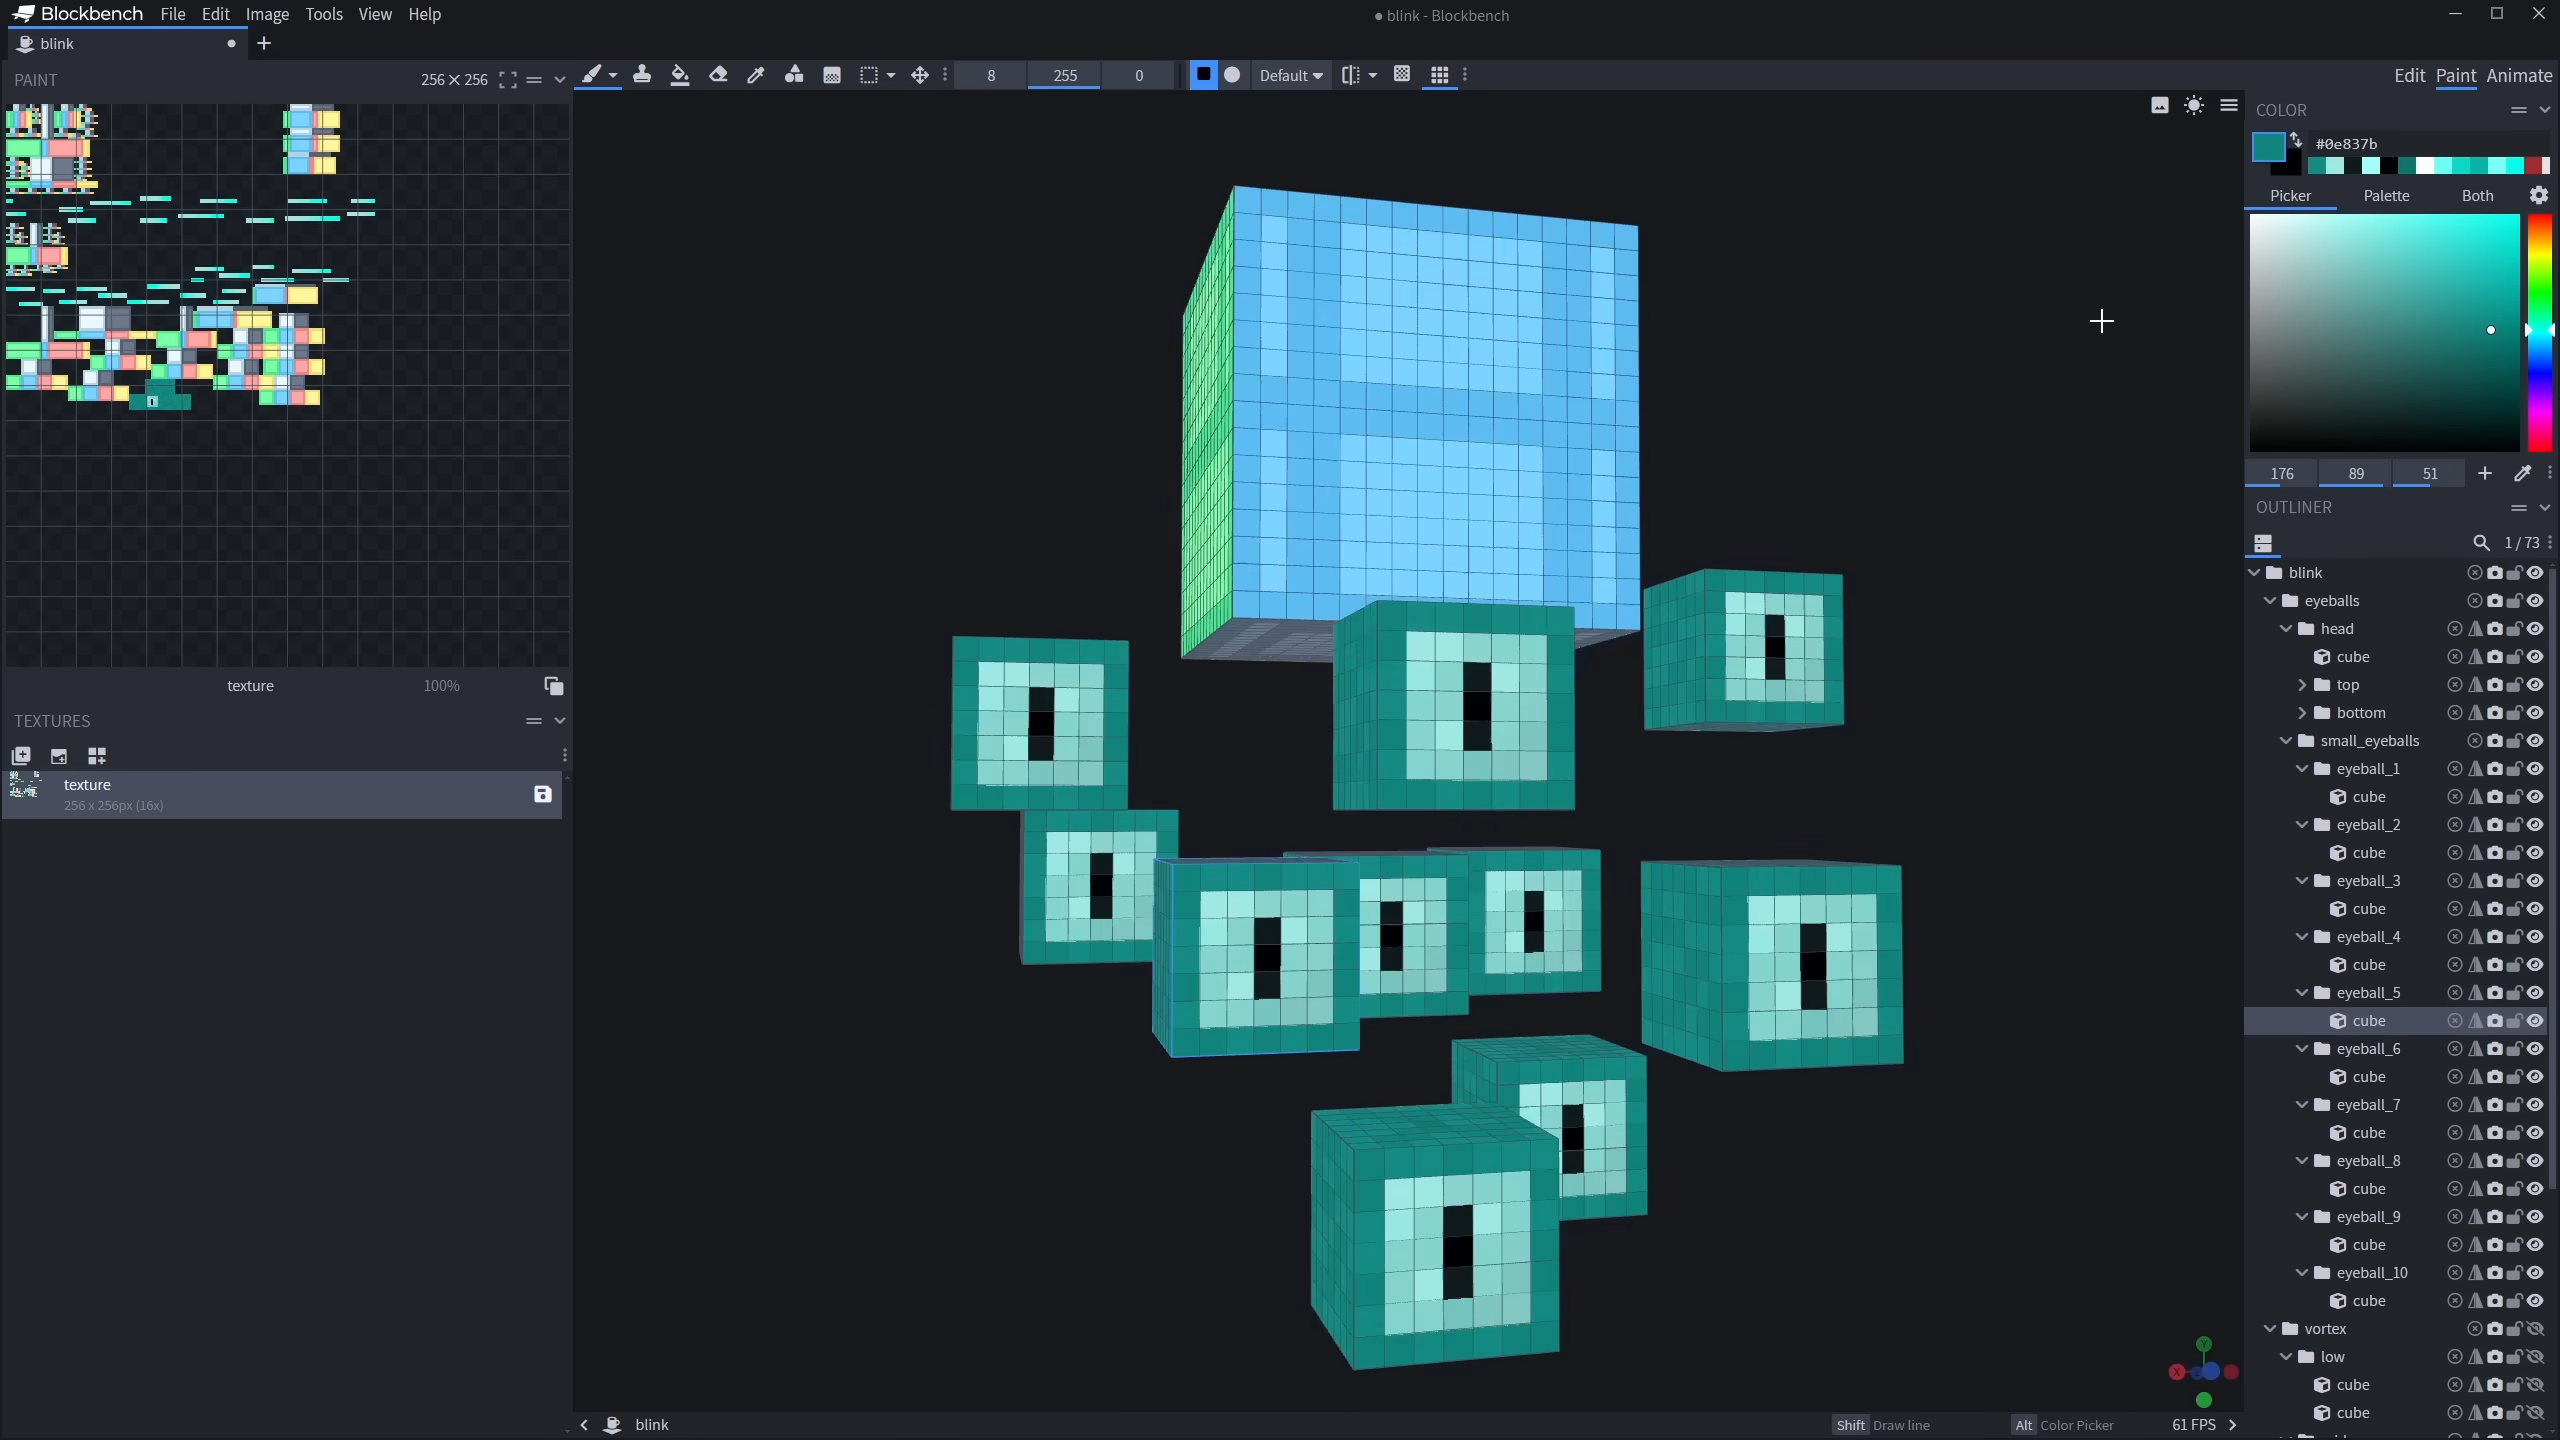 Blockbench File Edit Image Tools View Help
● blink - Blockbench
blink
PAINT 256 × 256
8 255 0 Default
Edit Paint Animate
COLOR
#0e837b
Picker Palette Both
176 89 51
OUTLINER
1 / 73
blink
eyeballs
head
cube
top
bottom
small_eyeballs
eyeball_1
cube
eyeball_2
cube
eyeball_3
cube
eyeball_4
cube
eyeball_5
cube
eyeball_6
cube
eyeball_7
cube
eyeball_8
cube
eyeball_9
cube
eyeball_10
cube
vortex
low
cube
cube
texture 100%
TEXTURES
texture
256 x 256px (16x)
blink
Shift Draw line Alt Color Picker 61 FPS
Y
X